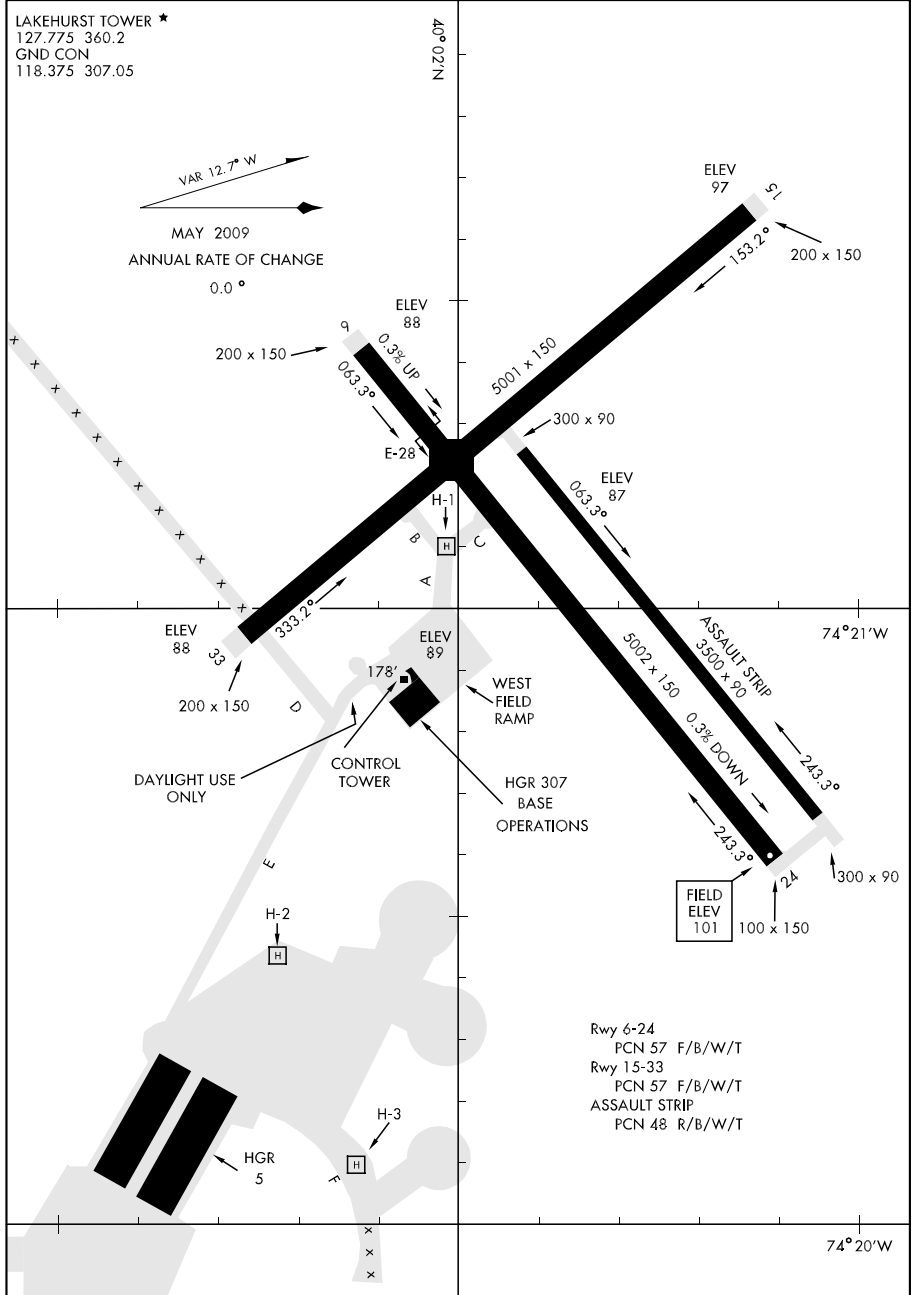 LAKEHURST TOWER ★
127.775 360.2
GND CON
118.375 307.05
40°02'N
VAR 12.7° W
MAY 2009
ANNUAL RATE OF CHANGE
0.0 °
ELEV
97
15
153.2°
200 x 150
ELEV
88
9
0.3% UP
200 x 150
063.3°
5001 x 150
300 x 90
E-28
ELEV
87
063.3°
H-1
H
B
C
A
333.2°
ELEV
88
33
200 x 150
74°21'W
ELEV
89
178'
WEST
FIELD
RAMP
ASSAULT STRIP
3500 x 90
5002 x 150
0.3% DOWN
D
DAYLIGHT USE
ONLY
CONTROL
TOWER
HGR 307
BASE
OPERATIONS
243.3°
243.3°
E
24
300 x 90
FIELD
ELEV
101
100 x 150
H-2
H
Rwy 6-24
PCN 57 F/B/W/T
Rwy 15-33
PCN 57 F/B/W/T
ASSAULT STRIP
PCN 48 R/B/W/T
H-3
H
HGR
5
F
x
x
x
74°20'W